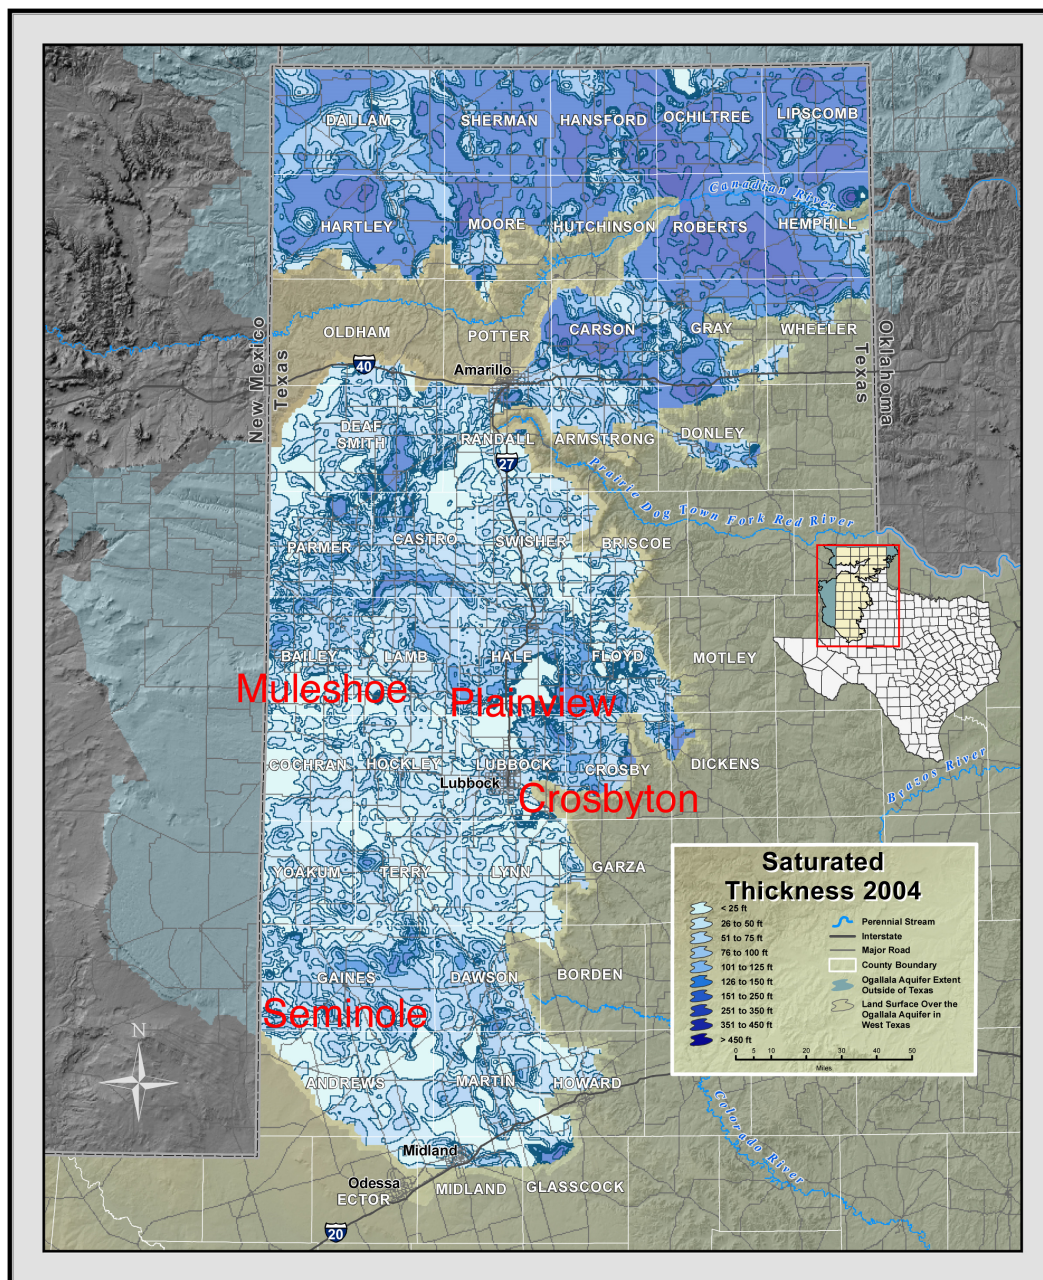 DALLAM
SHERMAN
HANSFORD
OCHILTREE
LIPSCOMB
Canadian River
HARTLEY
MOORE
HUTCHINSON
ROBERTS
HEMPHILL
New Mexico
Texas
OLDHAM
POTTER
CARSON
GRAY
WHEELER
Texas
Oklahoma
40
Amarillo
DEAF
SMITH
RANDALL
ARMSTRONG
DONLEY
27
Prairie Dog Town Fork Red River
PARMER
CASTRO
SWISHER
BRISCOE
BAILEY
LAMB
HALE
FLOYD
MOTLEY
Muleshoe
Plainview
COCHRAN
HOCKLEY
LUBBOCK
CROSBY
DICKENS
Lubbock
Crosbyton
Brazos River
YOAKUM
TERRY
LYNN
GARZA
GAINES
DAWSON
BORDEN
Seminole
N
ANDREWS
MARTIN
HOWARD
Midland
Odessa
ECTOR
MIDLAND
GLASSCOCK
20
Colorado River
Saturated
Thickness 2004
< 25 ft
26 to 50 ft
51 to 75 ft
76 to 100 ft
101 to 125 ft
126 to 150 ft
151 to 250 ft
251 to 350 ft
351 to 450 ft
> 450 ft
Perennial Stream
Interstate
Major Road
County Boundary
Ogallala Aquifer Extent
Outside of Texas
Land Surface Over the
Ogallala Aquifer in
West Texas
0 5 10 20 30 40 50
Miles